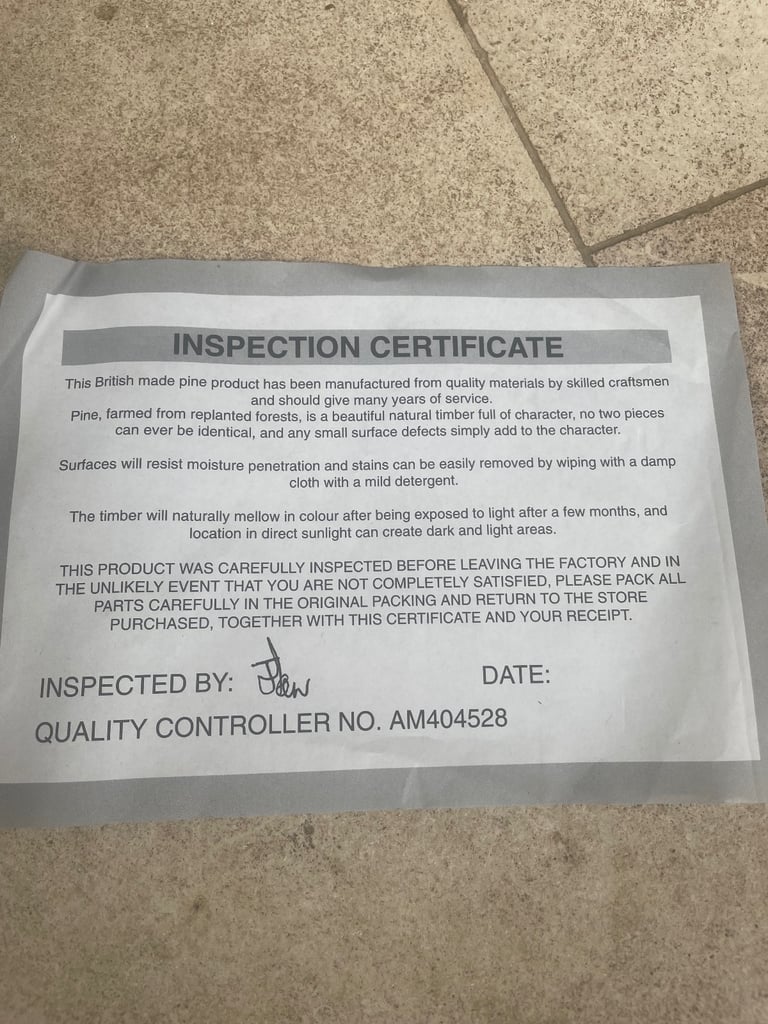 INSPECTION CERTIFICATE
This British made pine product has been manufactured from quality materials by skilled craftsmen
and should give many years of service.
Pine, farmed from replanted forests, is a beautiful natural timber full of character, no two pieces
can ever be identical, and any small surface defects simply add to the character.
Surfaces will resist moisture penetration and stains can be easily removed by wiping with a damp
cloth with a mild detergent.
The timber will naturally mellow in colour after being exposed to light after a few months, and
location in direct sunlight can create dark and light areas.
THIS PRODUCT WAS CAREFULLY INSPECTED BEFORE LEAVING THE FACTORY AND IN
THE UNLIKELY EVENT THAT YOU ARE NOT COMPLETELY SATISFIED, PLEASE PACK ALL
PARTS CAREFULLY IN THE ORIGINAL PACKING AND RETURN TO THE STORE
PURCHASED, TOGETHER WITH THIS CERTIFICATE AND YOUR RECEIPT.
INSPECTED BY: DATE:
QUALITY CONTROLLER NO. AM404528